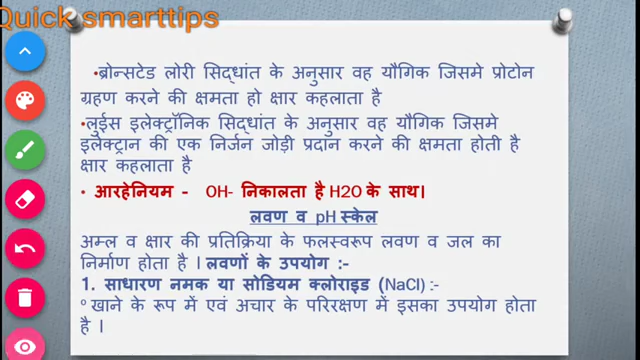 Quick smarttips
•ब्रोन्सटेड लोरी सिद्धांत के अनुसार वह यौगिक जिसमे प्रोटोन
ग्रहण करने की क्षमता हो क्षार कहलाता है
•लुईस इलेक्ट्रॉनिक सिद्धांत के अनुसार वह यौगिक जिसमे
इलेक्ट्रान की एक निर्जन जोड़ी प्रदान करने की क्षमता होती है
क्षार कहलाता है
• आरहेनियम - OH- निकालता है H2O के साथ।
लवण व pH स्केल
अम्ल व क्षार की प्रतिक्रिया के फलस्वरूप लवण व जल का
निर्माण होता है । लवणों के उपयोग :-
1. साधारण नमक या सोडियम क्लोराइड (NaCl) :-
° खाने के रूप में एवं अचार के परिरक्षण में इसका उपयोग होता
है ।